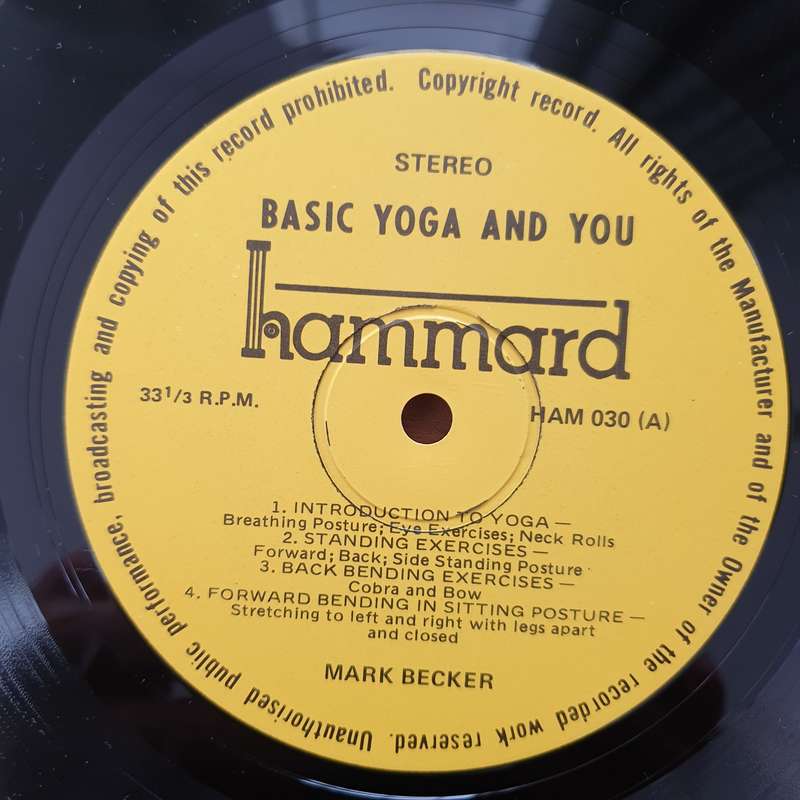 Copyright record. All rights of the Manufacturer and of the Owner of the recorded work reserved. Unauthorised public performance, broadcasting and copying of this record prohibited.
STEREO
BASIC YOGA AND YOU
hammard
33 1/3 R.P.M.
HAM 030 (A)
1. INTRODUCTION TO YOGA —
Breathing Posture; Eye Exercises; Neck Rolls
2. STANDING EXERCISES —
Forward; Back; Side Standing Posture
3. BACK BENDING EXERCISES —
Cobra and Bow
4. FORWARD BENDING IN SITTING POSTURE —
Stretching to left and right with legs apart
and closed
MARK BECKER